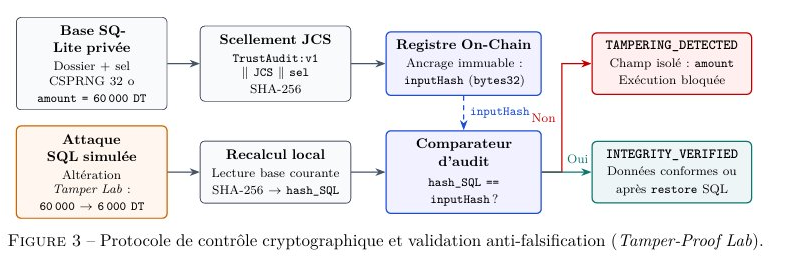 Base SQ-
Lite privée
Dossier + sel
CSPRNG 32 o
amount = 60 000 DT
Scellement JCS
TrustAudit:v1
‖ JCS ‖ sel
SHA-256
Registre On-Chain
Ancrage immuable :
inputHash (bytes32)
TAMPERING_DETECTED
Champ isolé : amount
Exécution bloquée
inputHash
Non
Attaque
SQL simulée
Altération
Tamper Lab :
60 000 → 6 000 DT
Recalcul local
Lecture base courante
SHA-256 → hash_SQL
Comparateur
d'audit
hash_SQL ==
inputHash ?
Oui
INTEGRITY_VERIFIED
Données conformes ou
après restore SQL
FIGURE 3 – Protocole de contrôle cryptographique et validation anti-falsification (Tamper-Proof Lab).